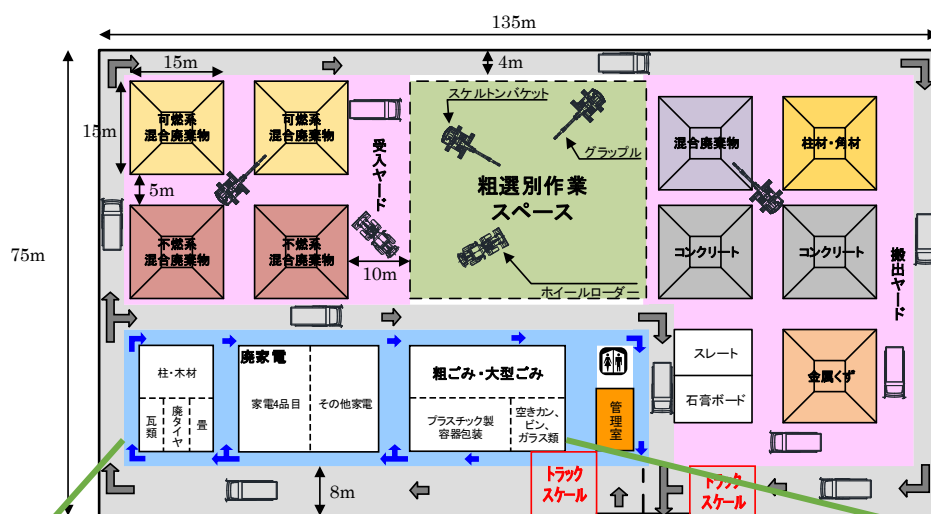 135m
15m
4m
スケルトンバケット
可燃系
混合廃棄物
可燃系
混合廃棄物
混合廃棄物
柱材・角材
15m
受入ヤード
グラップル
粗選別作業
スペース
5m
75m
不燃系
混合廃棄物
不燃系
混合廃棄物
コンクリート
コンクリート
搬出ヤード
10m
ホイールローダー
廃家電
粗ごみ・大型ごみ
スレート
柱・木材
金属くず
家電4品目
その他家電
石膏ボード
瓦類
廃タイヤ
畳
プラスチック製
容器包装
空きカン、
ビン、
ガラス類
管理室
トラック
スケール
トラック
スケール
8m